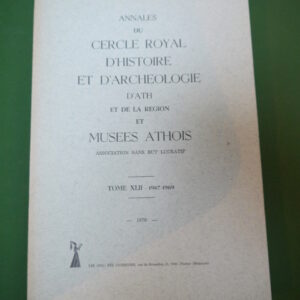 ANNALES
DU
CERCLE ROYAL
D'HISTOIRE
ET D'ARCHEOLOGIE
D'ATH
ET DE LA REGION
ET
MUSEES ATHOIS
ASSOCIATION SANS BUT LUCRATIF
TOME XLII 1967-1969
— 1970 —